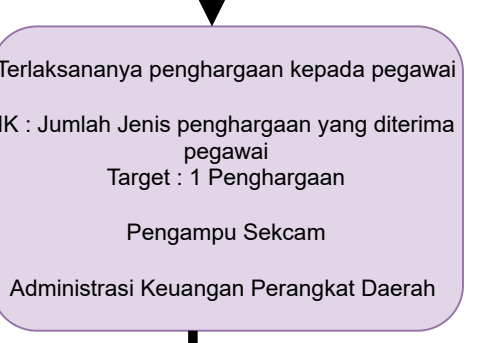 Terlaksananya penghargaan kepada pegawai
IK : Jumlah Jenis penghargaan yang diterima
pegawai
Target : 1 Penghargaan
Pengampu Sekcam
Administrasi Keuangan Perangkat Daerah